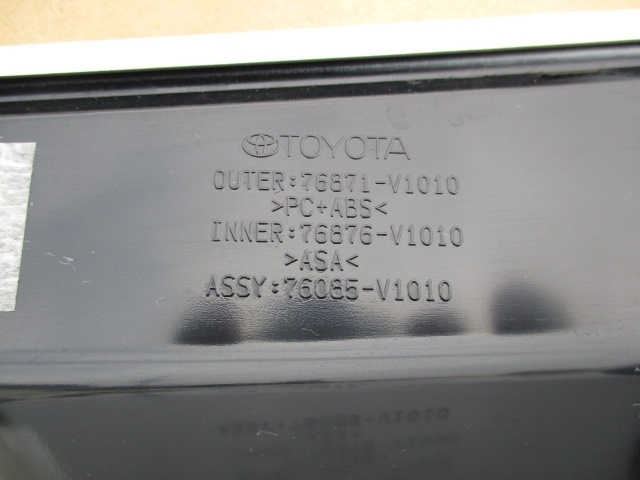 TOYOTA
OUTER:76871-V1010
>PC+ABS<
INNER:76876-V1010
>ASA<
ASSY:76085-V1010